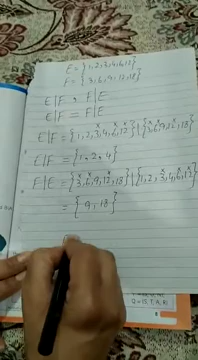 E = {1,2,3,4,6,12}
F = {3,6,9,12,18}
E|F , F|E
E|F = F|E
E|F = {1,2,3,4,6,12} | {3,6,9,12,18}
E|F = {1,2,4}
F|E = {3,6,9,12,18} | {1,2,3,4,6,12}
= {9,18}